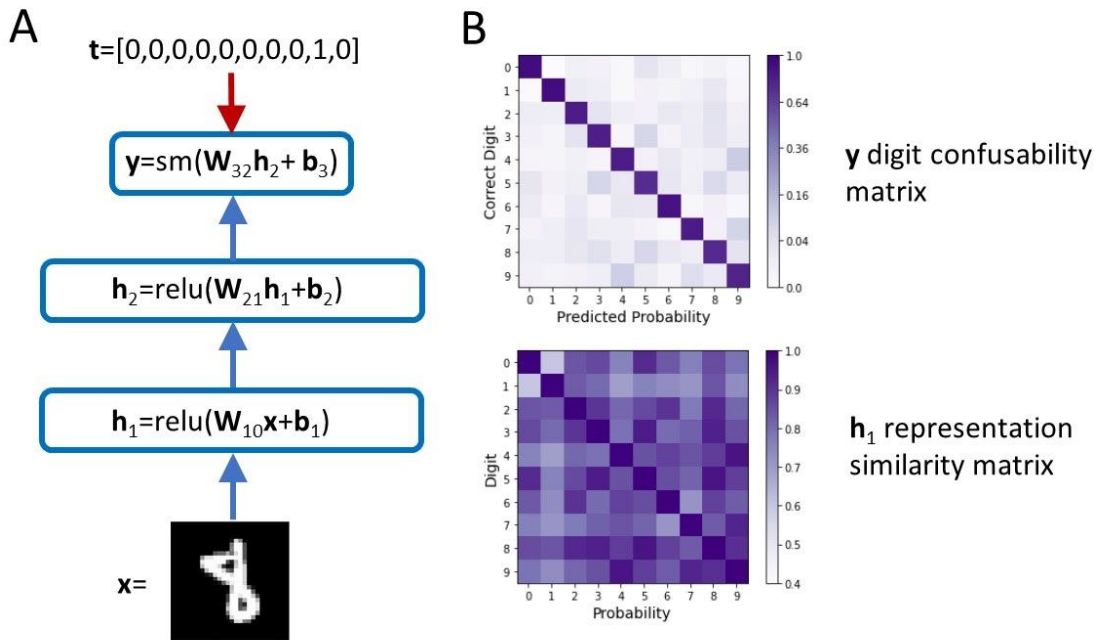 A
t=[0,0,0,0,0,0,0,0,1,0]
y=sm(W₃₂h₂+ b₃)
h₂=relu(W₂₁h₁+b₂)
h₁=relu(W₁₀x+b₁)
x=
B
Correct Digit
0
1
2
3
4
5
6
7
8
9
0 1 2 3 4 5 6 7 8 9
Predicted Probability
1.0
0.64
0.36
0.16
0.04
0.0
y digit confusability
matrix
Digit
0
1
2
3
4
5
6
7
8
9
0 1 2 3 4 5 6 7 8 9
Probability
1.0
0.9
0.8
0.7
0.6
0.5
0.4
h₁ representation
similarity matrix